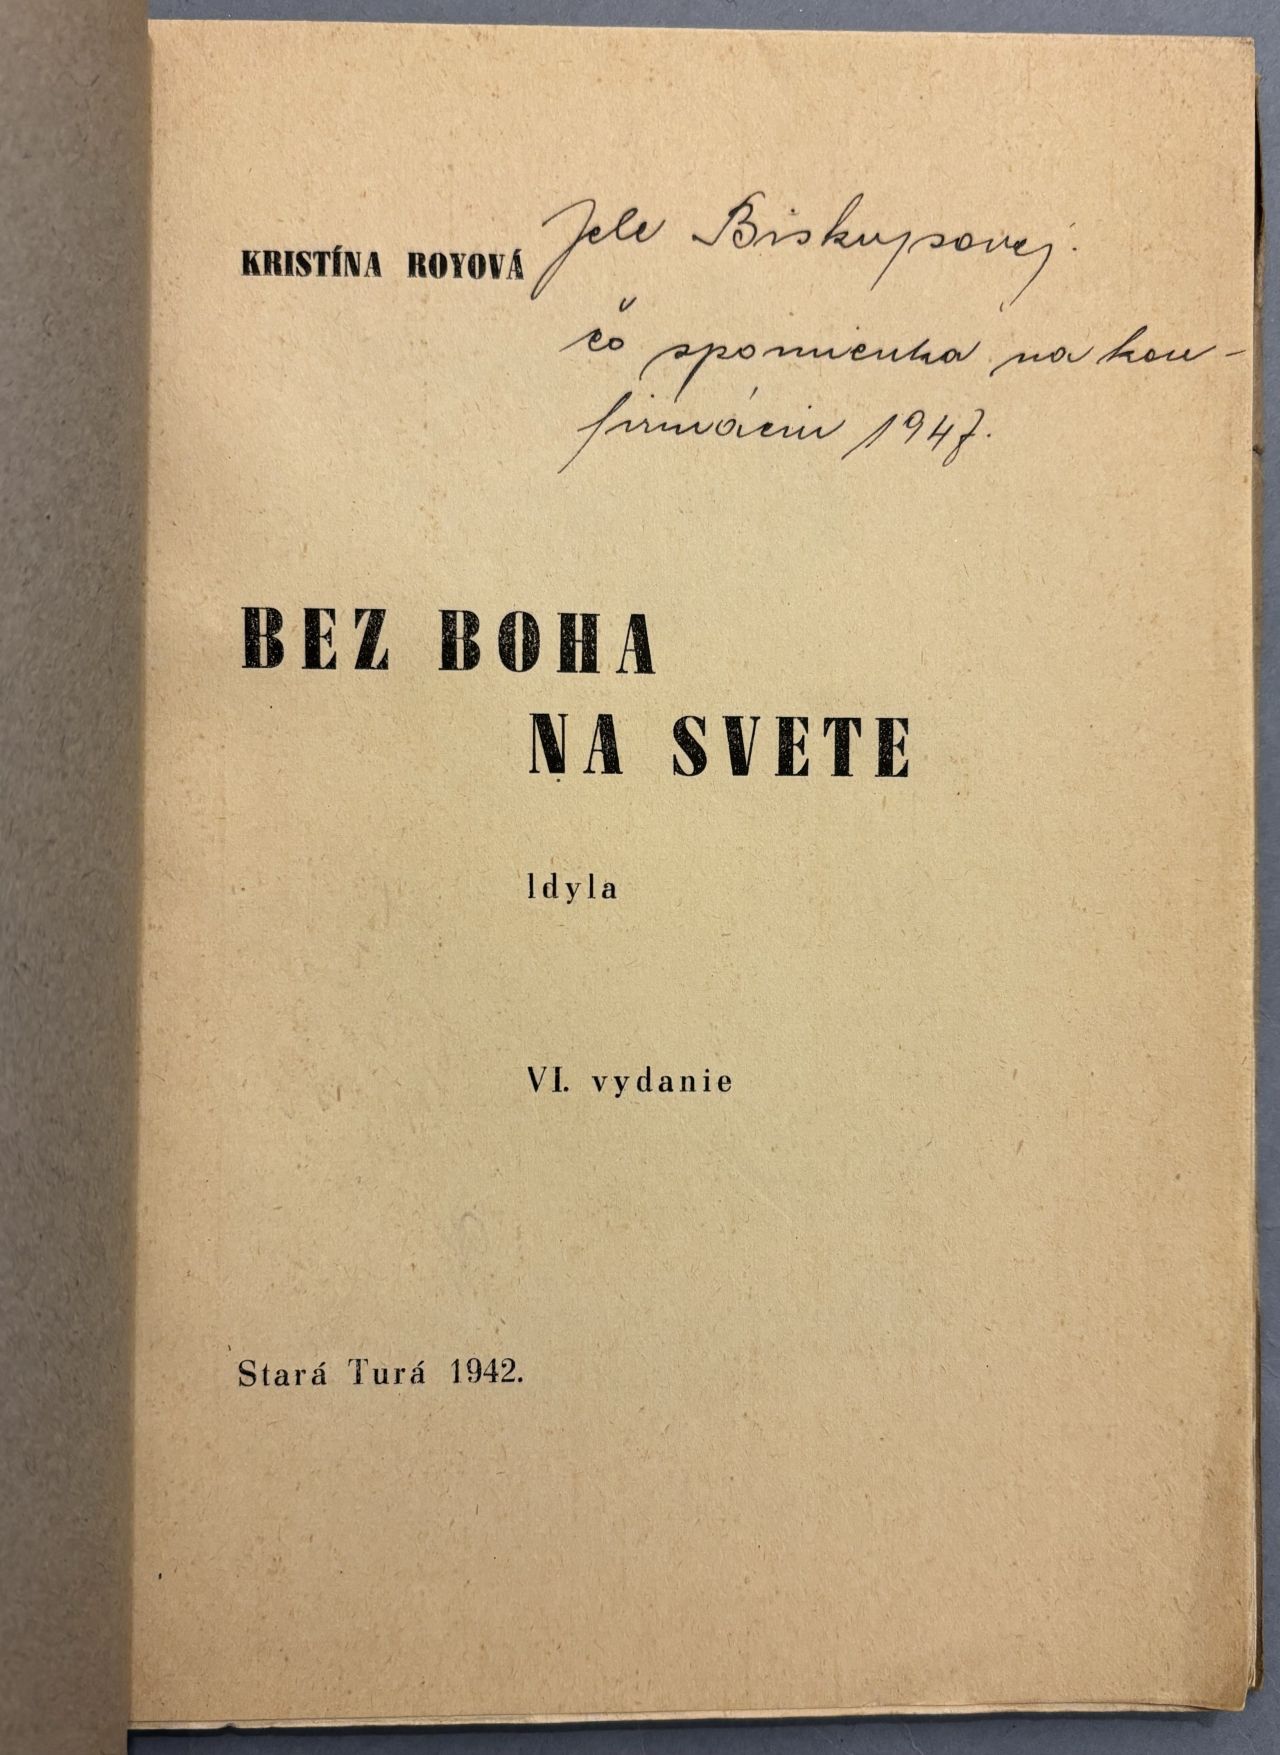 KRISTÍNA ROYOVÁ
Jele Biskupovej.
čo spomienka na kon-
firmáciu 1947.
BEZ BOHA
NA SVETE
Idyla
VI. vydanie
Stará Turá 1942.